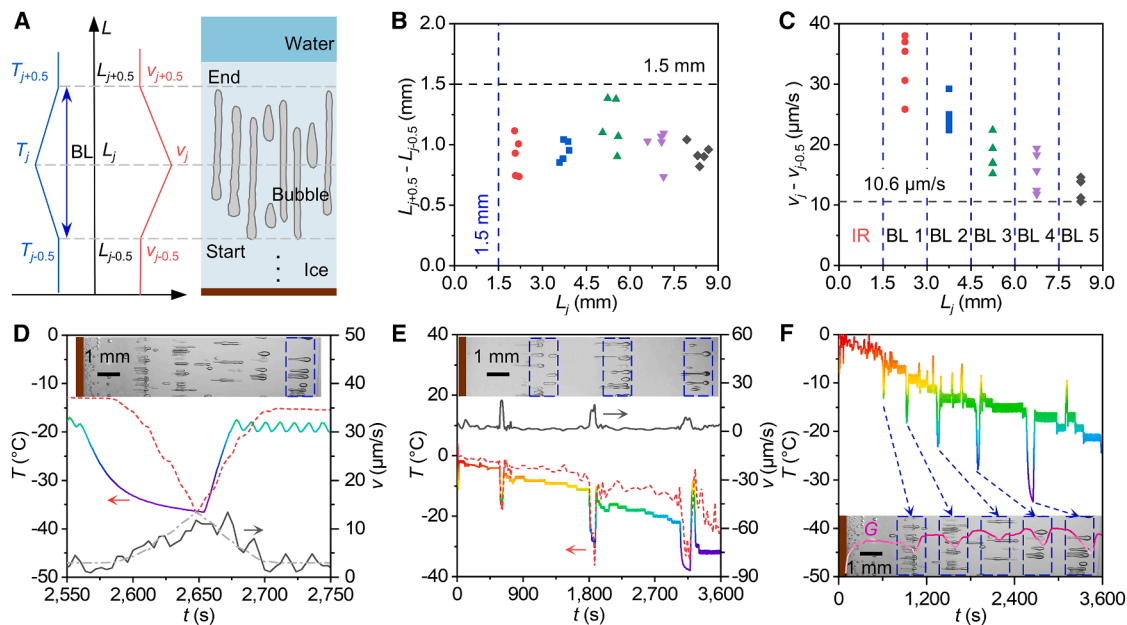 A
L
Water
T_{j+0.5}
L_{j+0.5}
v_{j+0.5}
End
T_j
BL
L_j
v_j
Bubble
T_{j-0.5}
L_{j-0.5}
v_{j-0.5}
Start
Ice
B
L_{j+0.5} - L_{j-0.5} (mm)
2.0
1.5
1.0
0.5
0.0
1.5 mm
1.5 mm
0.0 1.5 3.0 4.5 6.0 7.5 9.0
L_j (mm)
C
v_j - v_{j-0.5} (μm/s)
40
30
20
10
0
10.6 μm/s
IR BL 1 BL 2 BL 3 BL 4 BL 5
0.0 1.5 3.0 4.5 6.0 7.5 9.0
L_j (mm)
D
T (°C)
0
-10
-20
-30
-40
-50
1 mm
50
40
30
20
10
0
v (μm/s)
2,550 2,600 2,650 2,700 2,750
t (s)
E
T (°C)
40
20
0
-20
-40
1 mm
60
30
0
-30
-60
-90
v (μm/s)
0 900 1,800 2,700 3,600
t (s)
F
T (°C)
0
-10
-20
-30
-40
-50
G
1 mm
0 1,200 2,400 3,600
t (s)